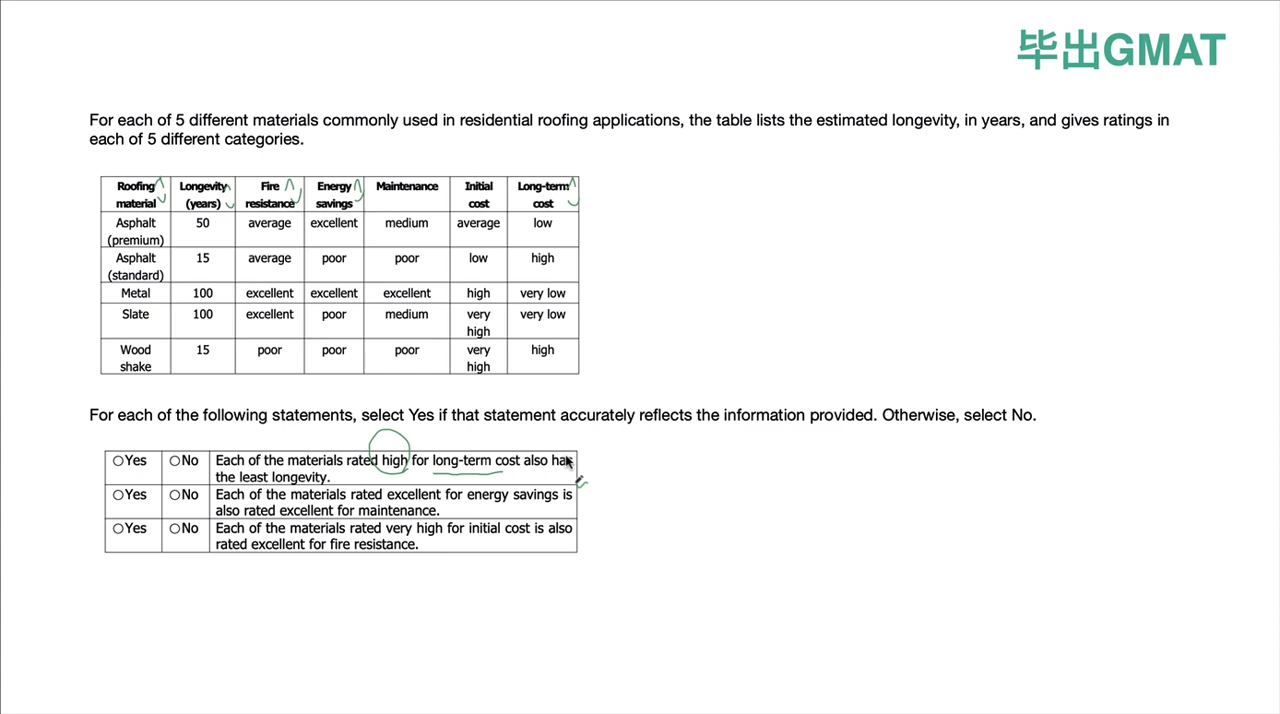 毕出GMAT
For each of 5 different materials commonly used in residential roofing applications, the table lists the estimated longevity, in years, and gives ratings in
each of 5 different categories.
Roofing material Longevity (years) Fire resistance Energy savings Maintenance Initial cost Long-term cost
Asphalt (premium) 50 average excellent medium average low
Asphalt (standard) 15 average poor poor low high
Metal 100 excellent excellent excellent high very low
Slate 100 excellent poor medium very high very low
Wood shake 15 poor poor poor very high high
For each of the following statements, select Yes if that statement accurately reflects the information provided. Otherwise, select No.
Yes No Each of the materials rated high for long-term cost also has
the least longevity.
Yes No Each of the materials rated excellent for energy savings is
also rated excellent for maintenance.
Yes No Each of the materials rated very high for initial cost is also
rated excellent for fire resistance.